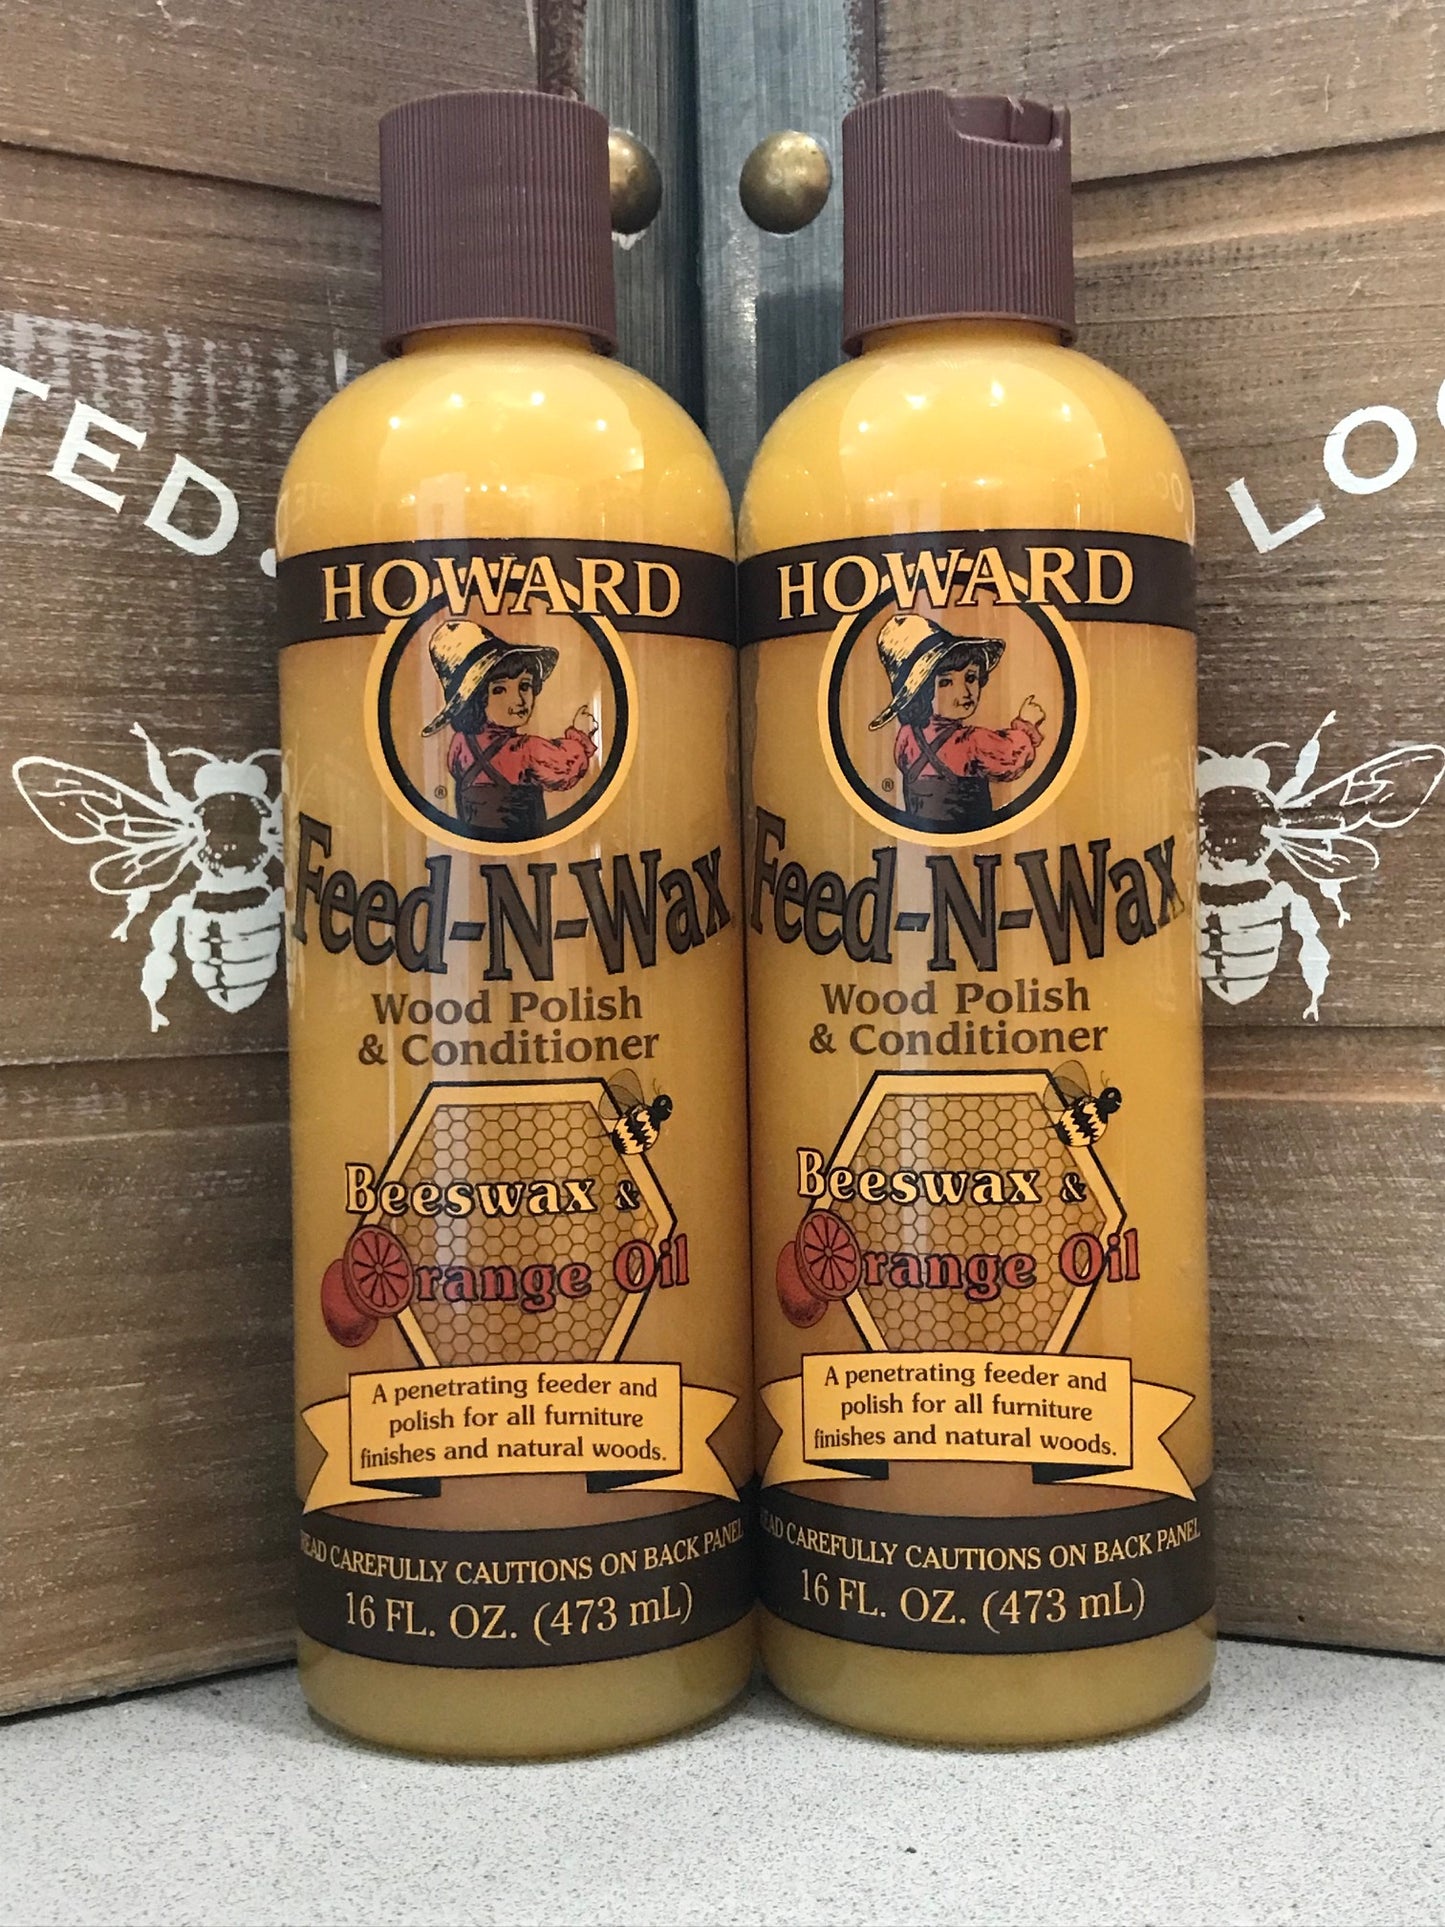 TED.
LO
HOWARD
®
Feed-N-Wax
Wood Polish
& Conditioner
Beeswax &
Orange Oil
A penetrating feeder and
polish for all furniture
finishes and natural woods.
READ CAREFULLY CAUTIONS ON BACK PANEL
16 FL. OZ. (473 mL)
HOWARD
®
Feed-N-Wax
Wood Polish
& Conditioner
Beeswax &
Orange Oil
A penetrating feeder and
polish for all furniture
finishes and natural woods.
READ CAREFULLY CAUTIONS ON BACK PANEL
16 FL. OZ. (473 mL)